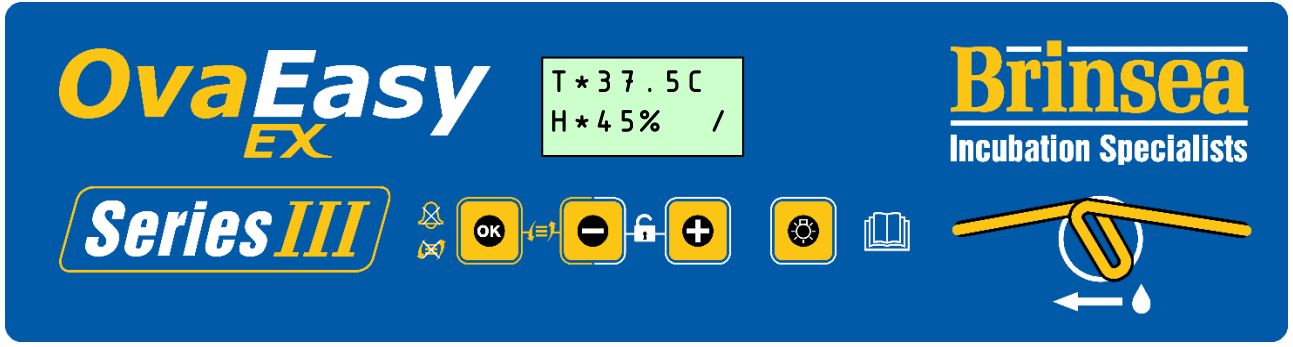 OvaEasy
EX
T*37.5C
H*45% /
Brinsea
Incubation Specialists
Series III
OK